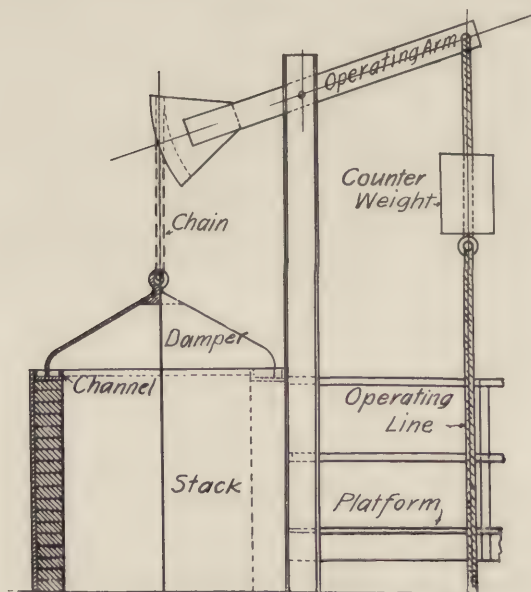 Operating Arm
Counter
Weight
Chain
Damper
Channel
Operating
Line
Stack
Platform